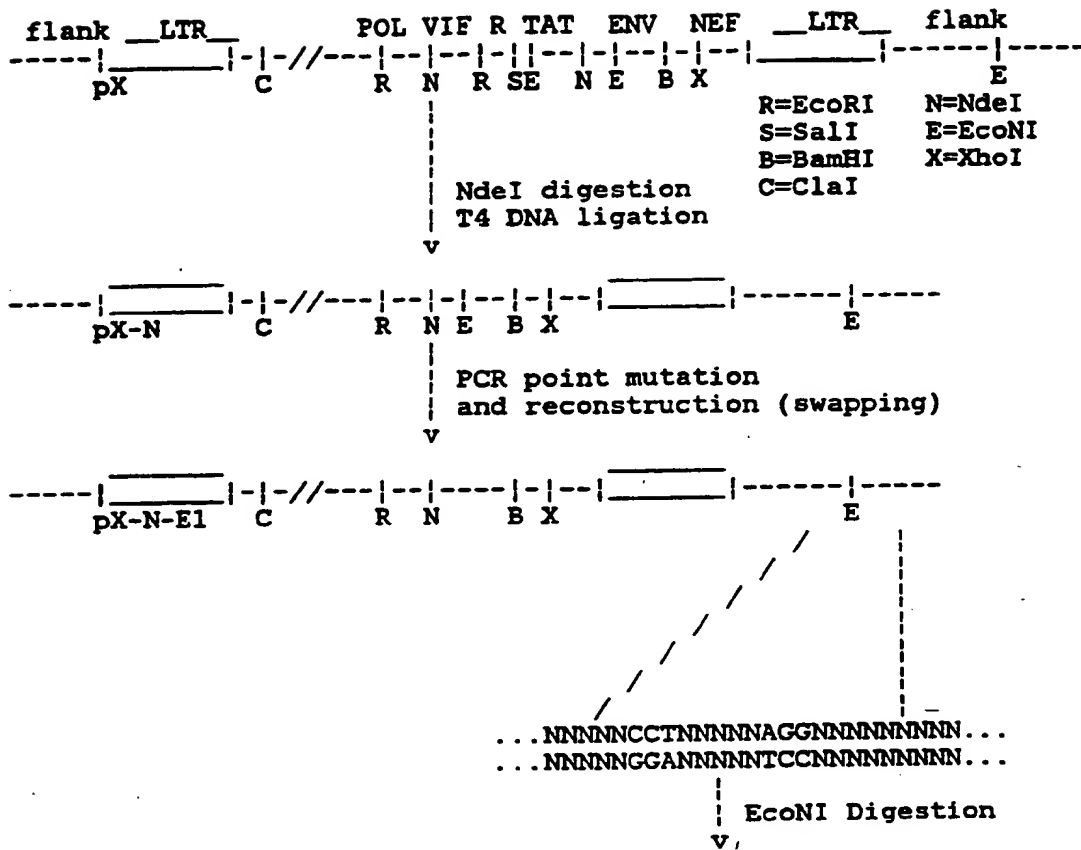 POL VIF R TAT ENV NEF
flank __LTR__ __LTR__ flank
pX C R N R SE N E B X E
R=EcoRI N=NdeI
S=SalI E=EcoNI
B=BamHI X=XhoI
C=ClaI
NdeI digestion
T4 DNA ligation
pX-N C R N E B X E
PCR point mutation
and reconstruction (swapping)
pX-N-E1 C R N B X E
...NNNNNCCTNNNNNAGGNNNNNNNNN...
...NNNNNGGANNNNNTCCNNNNNNNNN...
EcoNI Digestion